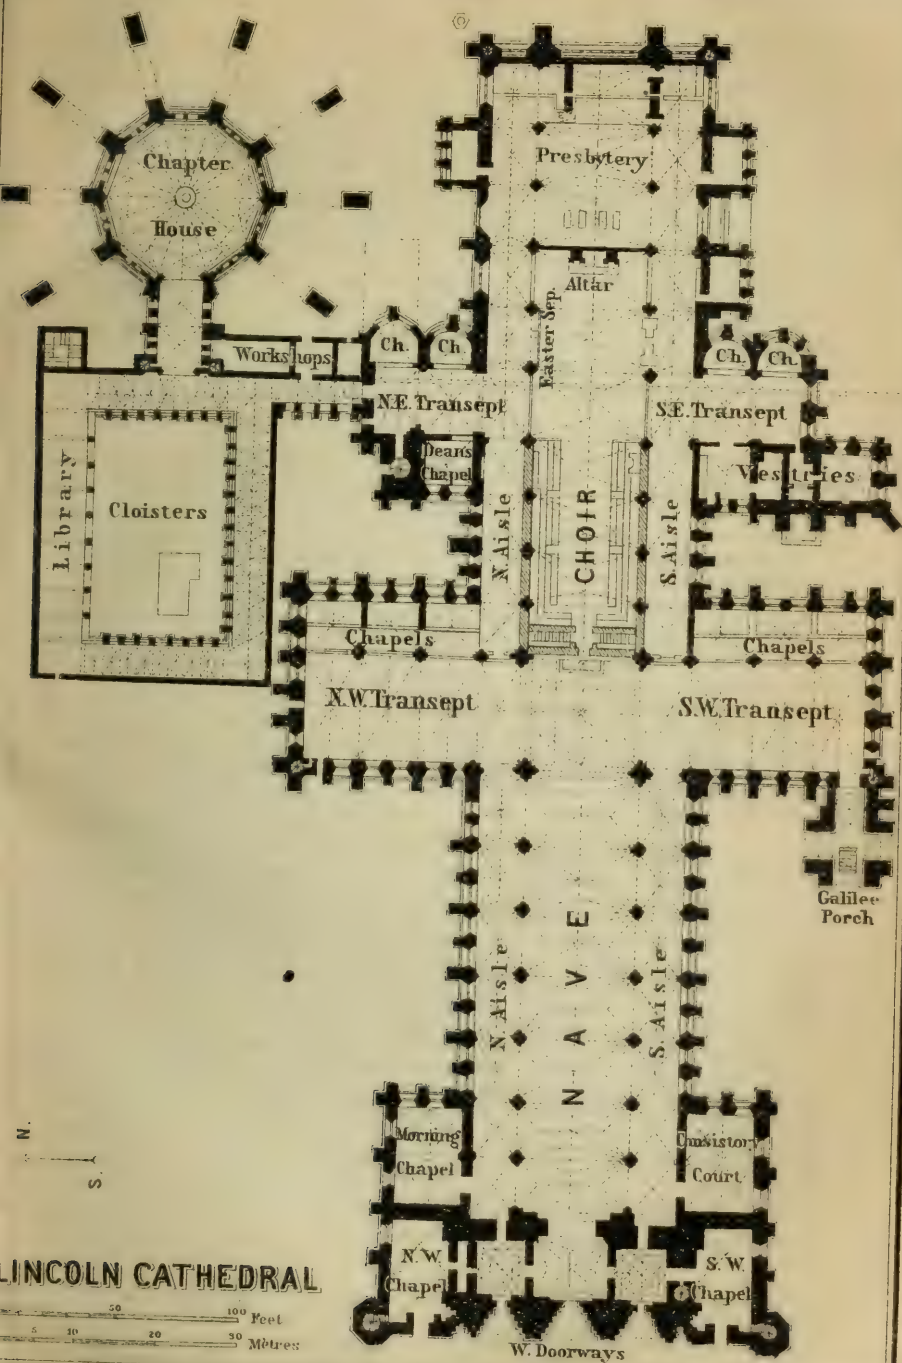 Chapter
House
Presbytery
Altar
Easter Sep.
Workshops
Ch.
Ch.
Ch.
Ch.
N.E. Transept
S.E. Transept
Dean's
Chapel
Vestries
Library
Cloisters
N. Aisle
CHOIR
S. Aisle
Chapels
Chapels
N.W. Transept
S.W. Transept
Galilee
Porch
N. Aisle
NAVE
S. Aisle
Morning
Chapel
Consistory
Court
N.
S.
N.W.
Chapel
S.W.
Chapel
LINCOLN CATHEDRAL
50 100 Feet
5 10 20 30 Mètres
W. Doorways